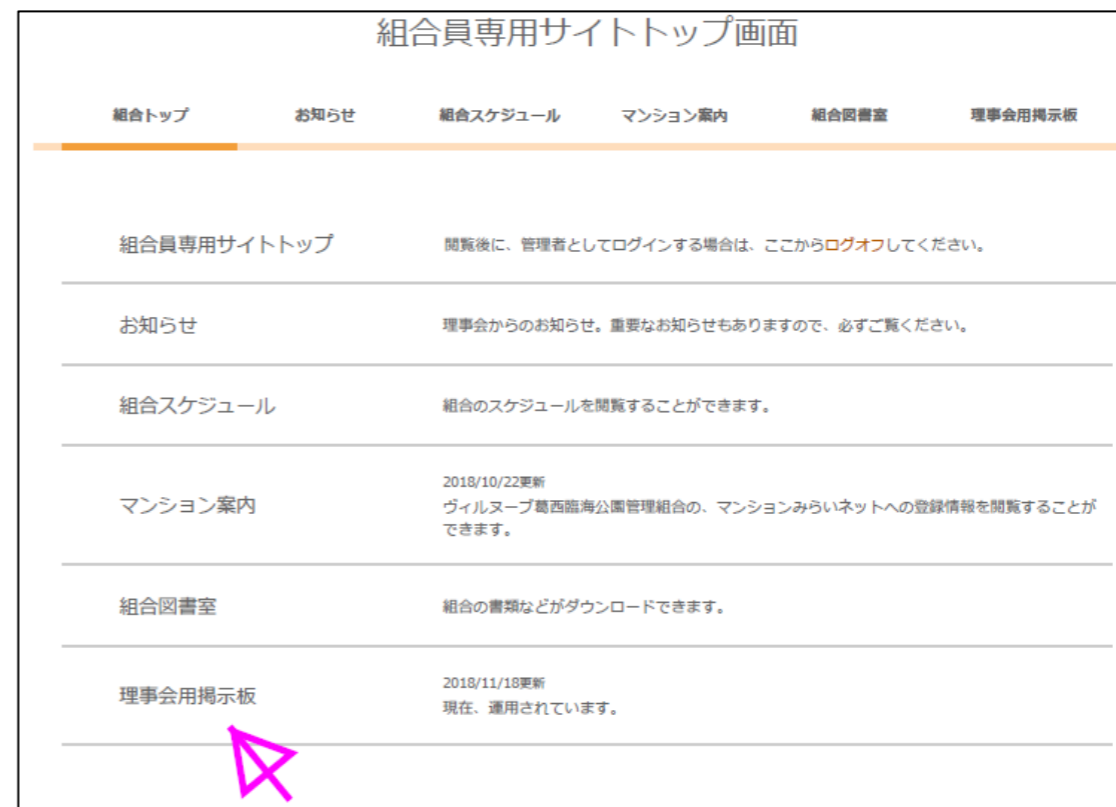 組合員専用サイトトップ画面
組合トップ お知らせ 組合スケジュール マンション案内 組合図書室 理事会用掲示板
組合員専用サイトトップ 閲覧後に、管理者としてログインする場合は、ここからログオフしてください。
お知らせ 理事会からのお知らせ。重要なお知らせもありますので、必ずご覧ください。
組合スケジュール 組合のスケジュールを閲覧することができます。
2018/10/22更新
マンション案内 ヴィルヌーブ葛西臨海公園管理組合の、マンションみらいネットへの登録情報を閲覧することが
できます。
組合図書室 組合の書類などがダウンロードできます。
2018/11/18更新
理事会用掲示板 現在、運用されています。